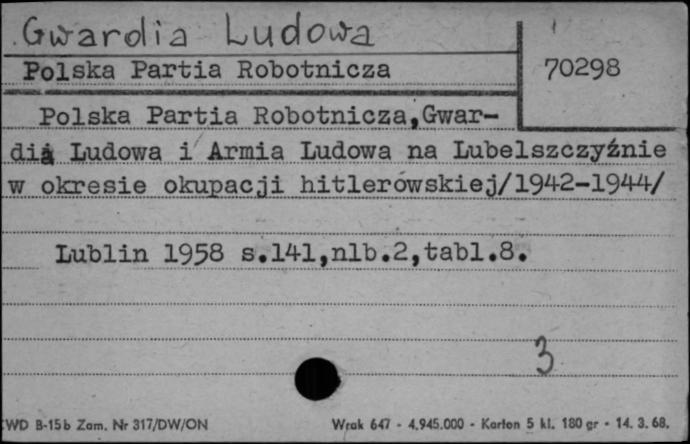 Gwardia Ludowa
Polska Partia Robotnicza
70298
Polska Partia Robotnicza,Gwar-
dia Ludowa i Armia Ludowa na Lubelszczyźnie
w okresie okupacji hitlerowskiej/1942-1944/
Lublin 1958 s.141,nlb.2,tabl.8.
3
CWD B-15b Zam. Nr 317/DW/ON
Wrak 647 - 4.945.000 - Karton 5 kl. 180 gr - 14. 3. 68.